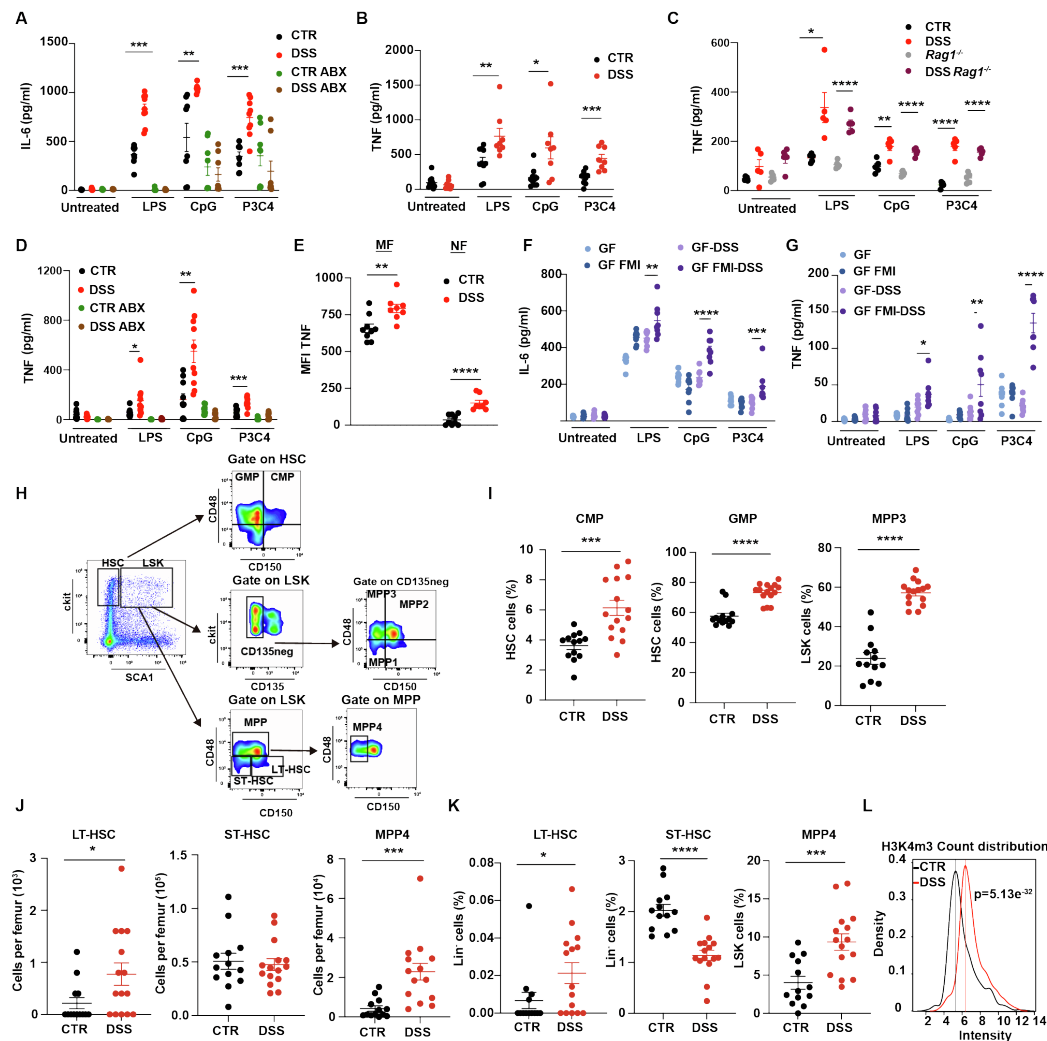 A
IL-6 (pg/ml)
1500
1000
500
0
***
**
***
CTR
DSS
CTR ABX
DSS ABX
Untreated LPS CpG P3C4
B
TNF (pg/ml)
2000
1500
1000
500
0
**
*
***
CTR
DSS
Untreated LPS CpG P3C4
C
TNF (pg/ml)
600
400
200
0
*
****
**
****
****
****
CTR
DSS
Rag1-/-
DSS Rag1-/-
Untreated LPS CpG P3C4
D
TNF (pg/ml)
1200
800
400
0
*
**
***
CTR
DSS
CTR ABX
DSS ABX
Untreated LPS CpG P3C4
E
MFI TNF
1000
750
500
250
0
MF NF
**
****
CTR
DSS
F
IL-6 (pg/ml)
1000
800
600
400
200
0
GF
GF FMI
GF-DSS
GF FMI-DSS
**
****
***
Untreated LPS CpG P3C4
G
TNF (pg/ml)
200
150
100
50
0
GF
GF FMI
GF-DSS
GF FMI-DSS
*
**
****
Untreated LPS CpG P3C4
H
Gate on HSC
GMP CMP
CD48
CD150
HSC LSK
ckit
SCA1
Gate on LSK
ckit
CD135neg
CD135
Gate on CD135neg
MPP3
MPP2
MPP1
CD48
CD150
Gate on LSK
MPP
LT-HSC
ST-HSC
CD48
CD150
Gate on MPP
MPP4
CD48
CD150
I
CMP
***
HSC cells (%)
10
8
6
4
2
0
CTR DSS
GMP
****
HSC cells (%)
100
80
60
40
20
0
CTR DSS
MPP3
****
LSK cells (%)
80
60
40
20
0
CTR DSS
J
LT-HSC
*
Cells per femur (10³)
3
2
1
0
CTR DSS
ST-HSC
Cells per femur (10⁵)
1.5
1.0
0.5
0.0
CTR DSS
MPP4
***
Cells per femur (10⁴)
8
6
4
2
0
CTR DSS
K
LT-HSC
*
Lin⁻ cells (%)
0.08
0.06
0.04
0.02
0.00
CTR DSS
ST-HSC
****
Lin⁻ cells (%)
3
2
1
0
CTR DSS
MPP4
***
LSK cells (%)
20
15
10
5
0
CTR DSS
L
H3K4m3 Count distribution
CTR
DSS
p=5.13e⁻³²
Density
0.4
0.3
0.2
0.1
0
2 4 6 8 10 12 14
Intensity